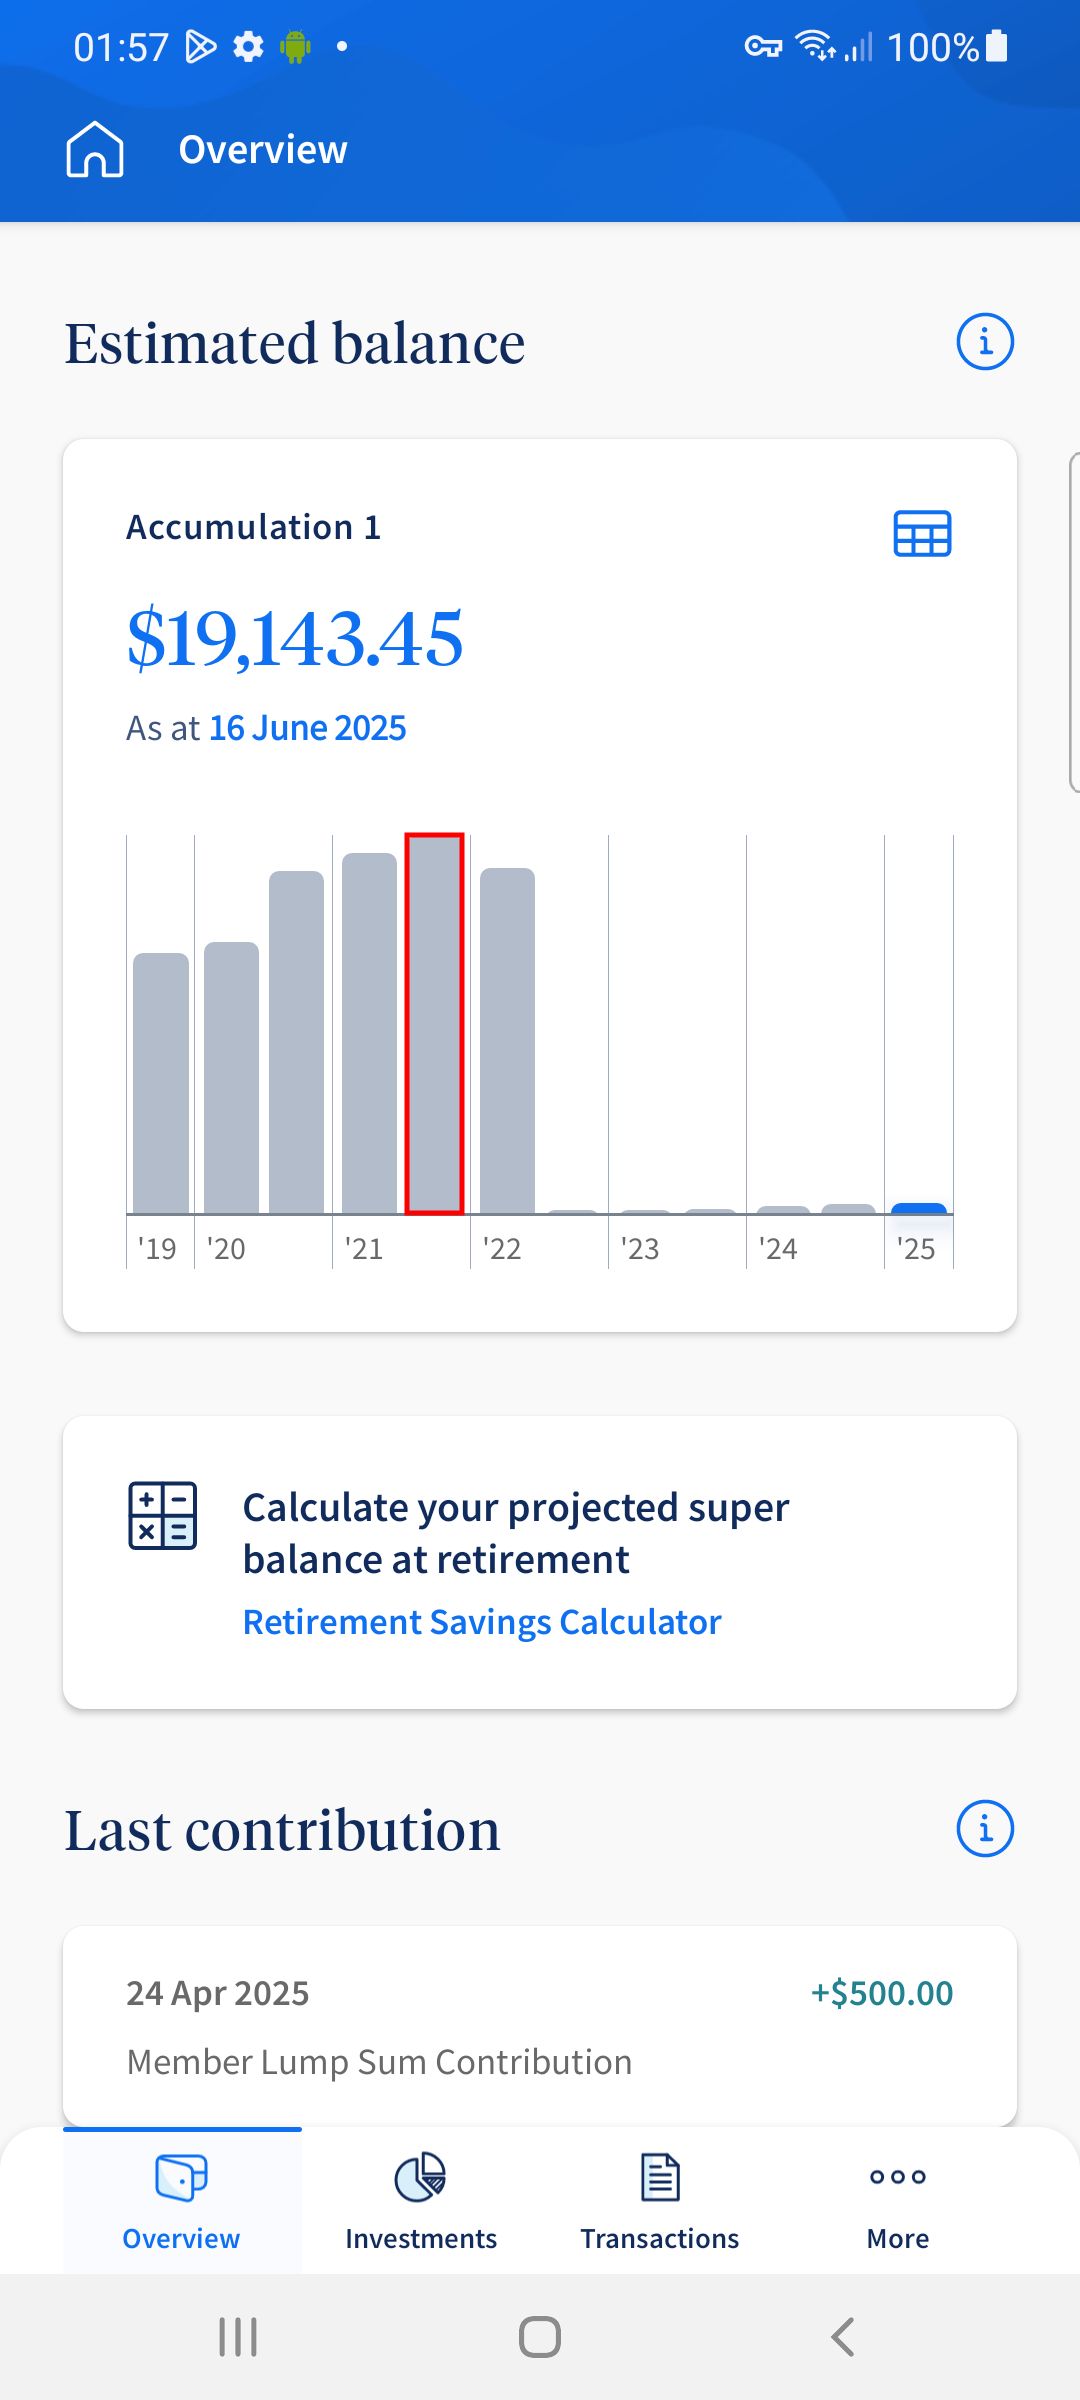 01:57 100%
Overview
Estimated balance
Accumulation 1
$19,143.45
As at 16 June 2025
'19 '20 '21 '22 '23 '24 '25
Calculate your projected super
balance at retirement
Retirement Savings Calculator
Last contribution
24 Apr 2025 +$500.00
Member Lump Sum Contribution
Overview Investments Transactions More